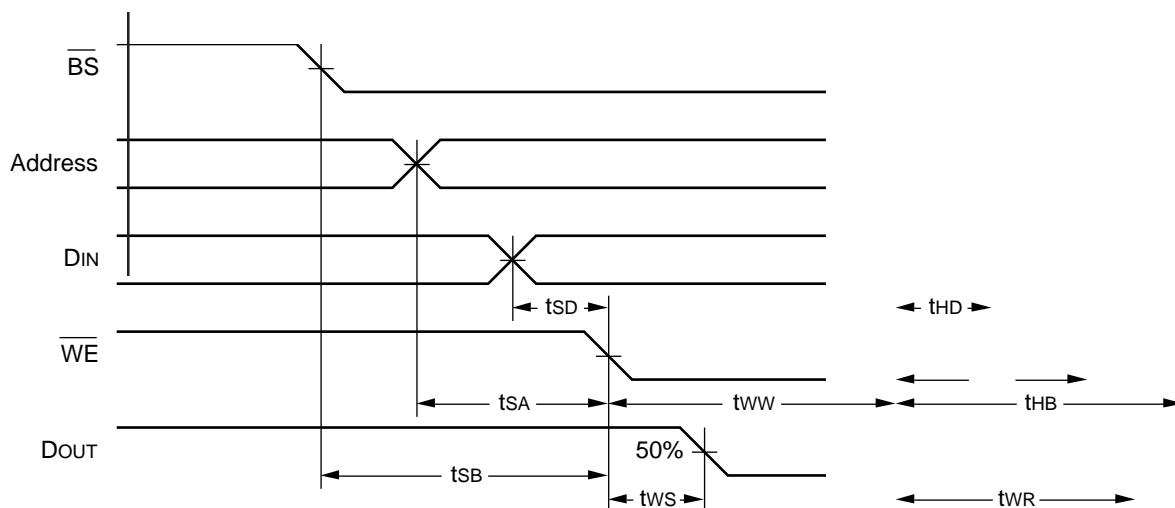 BS
Address
DIN
tSD
tHD
WE
tSA
tWW
tHB
DOUT
50%
tSB
tWS
tWR